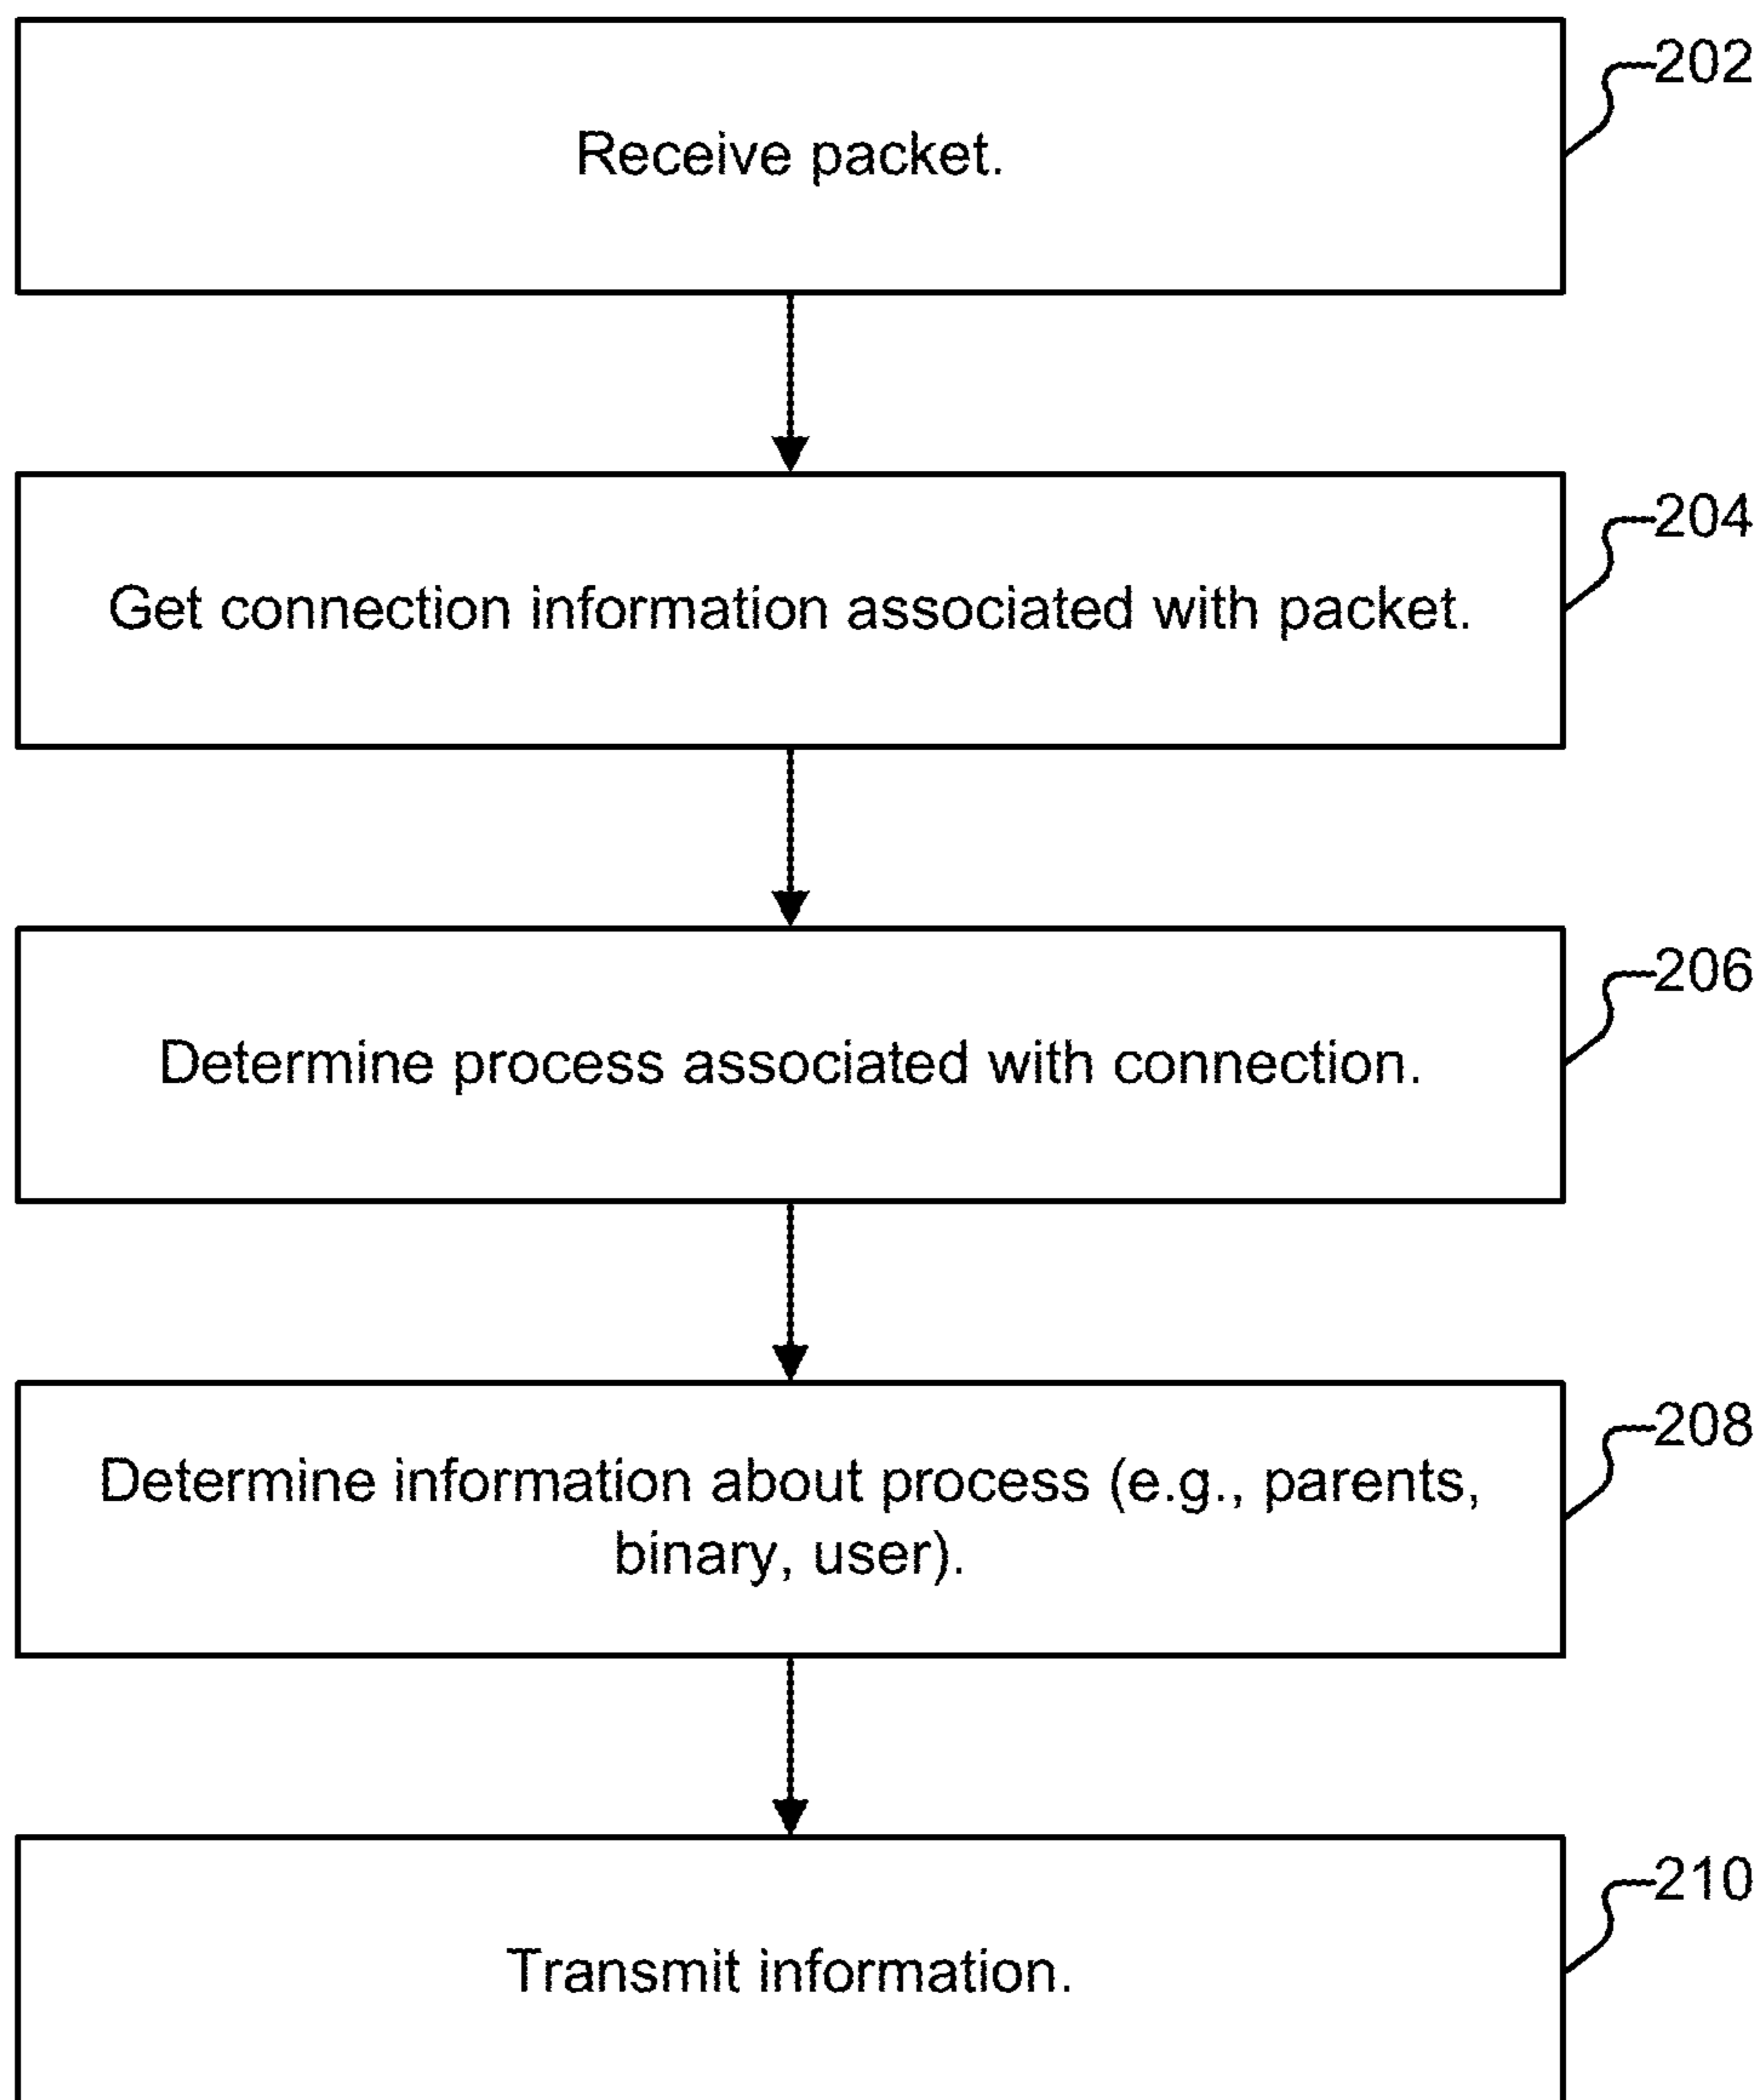 202
Receive packet.
204
Get connection information associated with packet.
206
Determine process associated with connection.
208
Determine information about process (e.g., parents,
binary, user).
210
Transmit information.